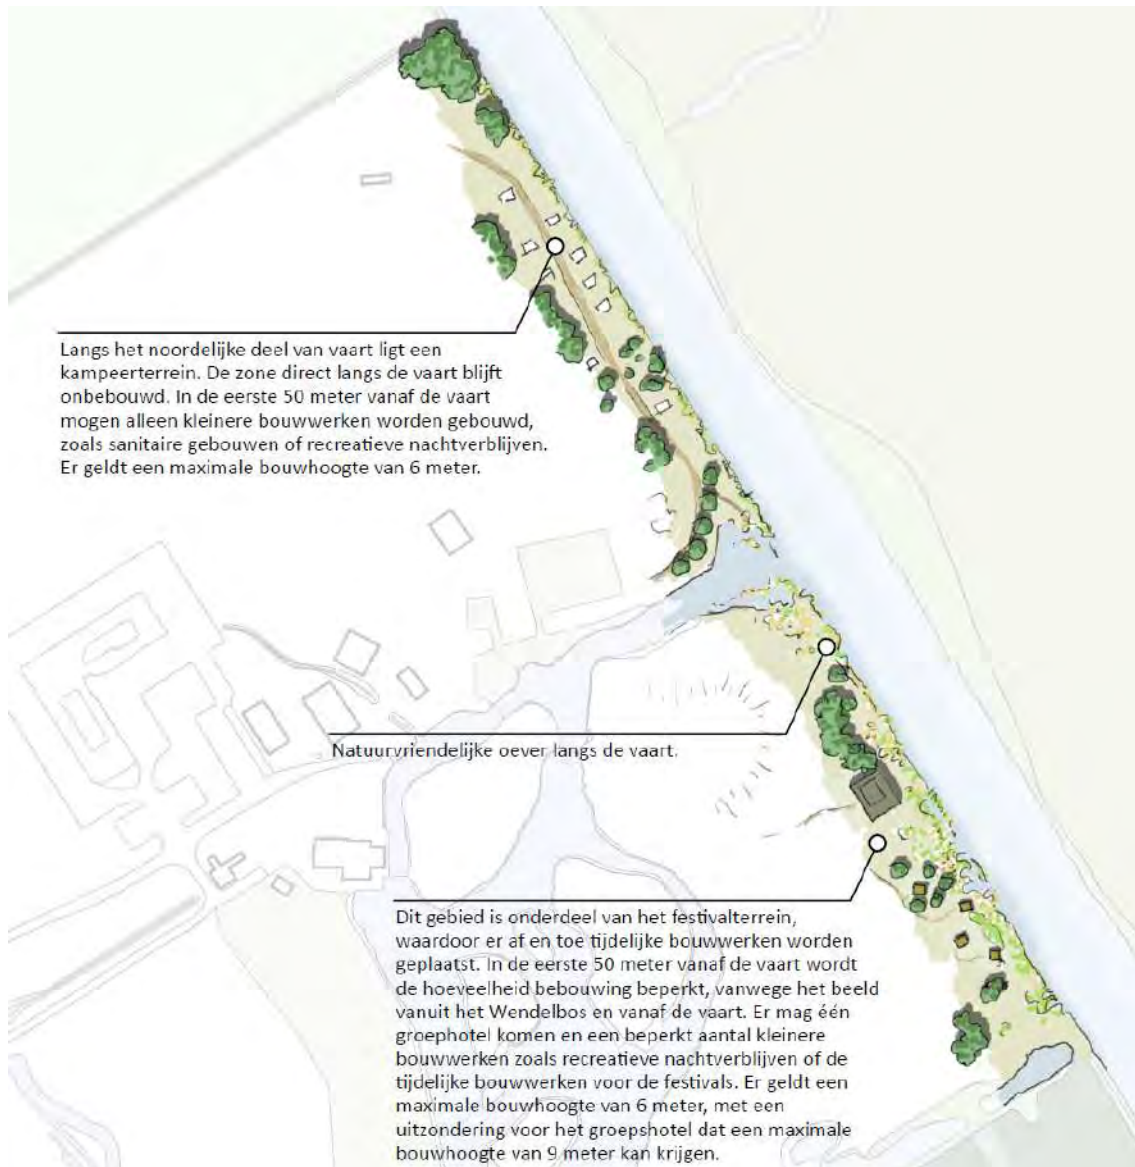 Langs het noordelijke deel van vaart ligt een
kampeerterrein. De zone direct langs de vaart blijft
onbebouwd. In de eerste 50 meter vanaf de vaart
mogen alleen kleinere bouwwerken worden gebouwd,
zoals sanitaire gebouwen of recreatieve nachtverblijven.
Er geldt een maximale bouwhoogte van 6 meter.
Natuurvriendelijke oever langs de vaart.
Dit gebied is onderdeel van het festivalterrein,
waardoor er af en toe tijdelijke bouwwerken worden
geplaatst. In de eerste 50 meter vanaf de vaart wordt
de hoeveelheid bebouwing beperkt, vanwege het beeld
vanuit het Wendelbos en vanaf de vaart. Er mag één
groephotel komen en een beperkt aantal kleinere
bouwwerken zoals recreatieve nachtverblijven of de
tijdelijke bouwwerken voor de festivals. Er geldt een
maximale bouwhoogte van 6 meter, met een
uitzondering voor het groepshotel dat een maximale
bouwhoogte van 9 meter kan krijgen.